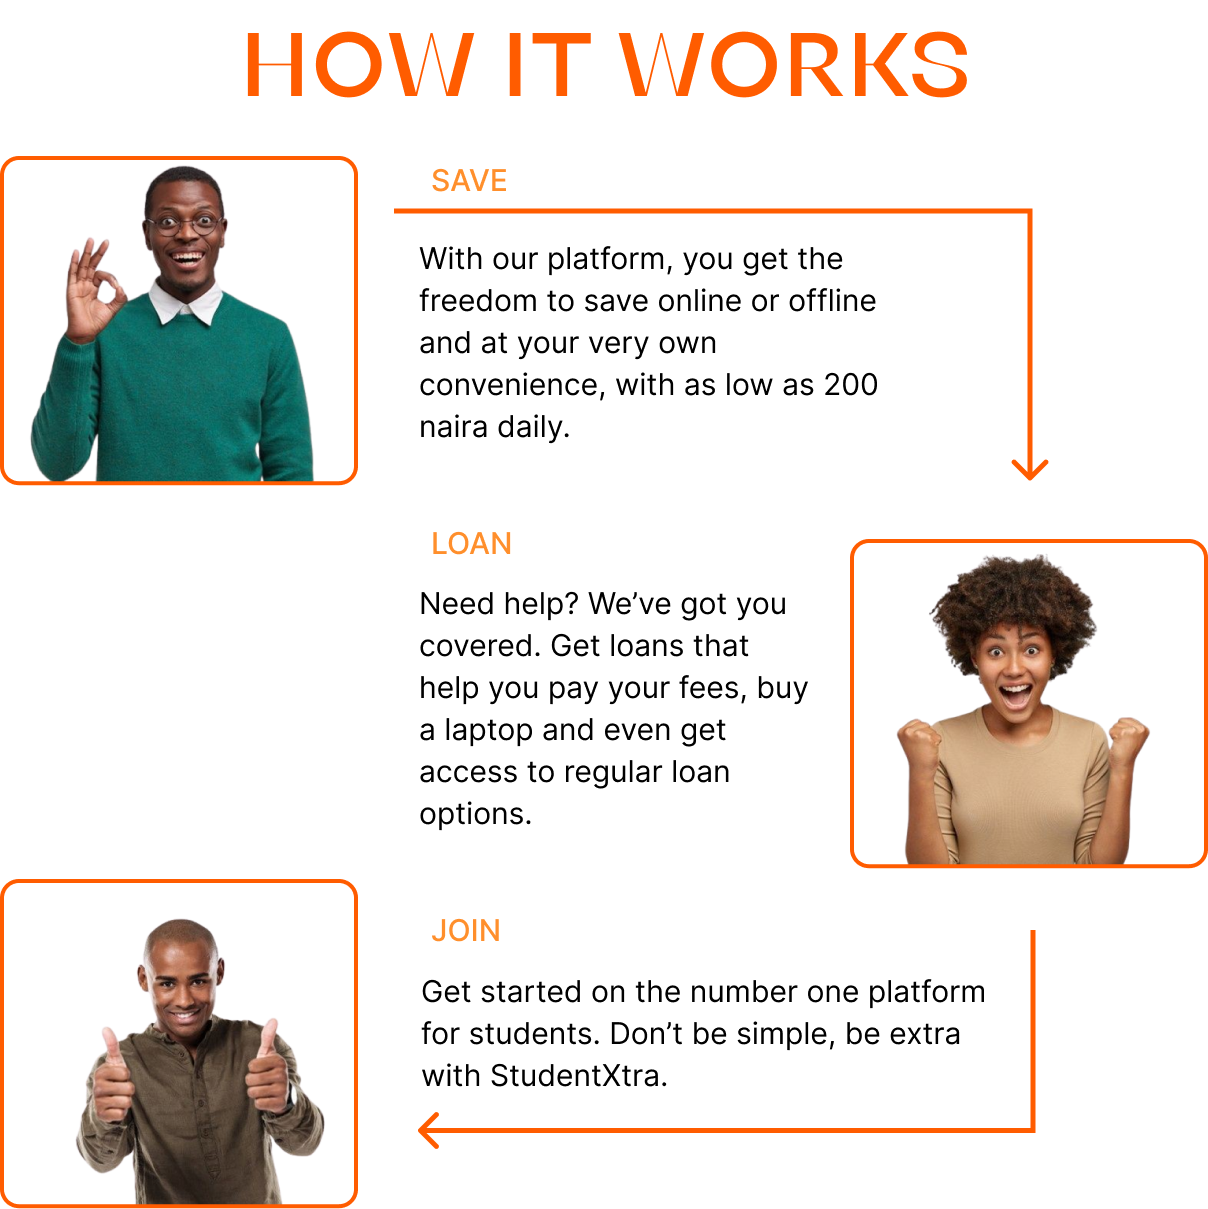 HOW IT WORKS
SAVE
With our platform, you get the
freedom to save online or offline
and at your very own
convenience, with as low as 200
naira daily.
LOAN
Need help? We’ve got you
covered. Get loans that
help you pay your fees, buy
a laptop and even get
access to regular loan
options.
JOIN
Get started on the number one platform
for students. Don’t be simple, be extra
with StudentXtra.